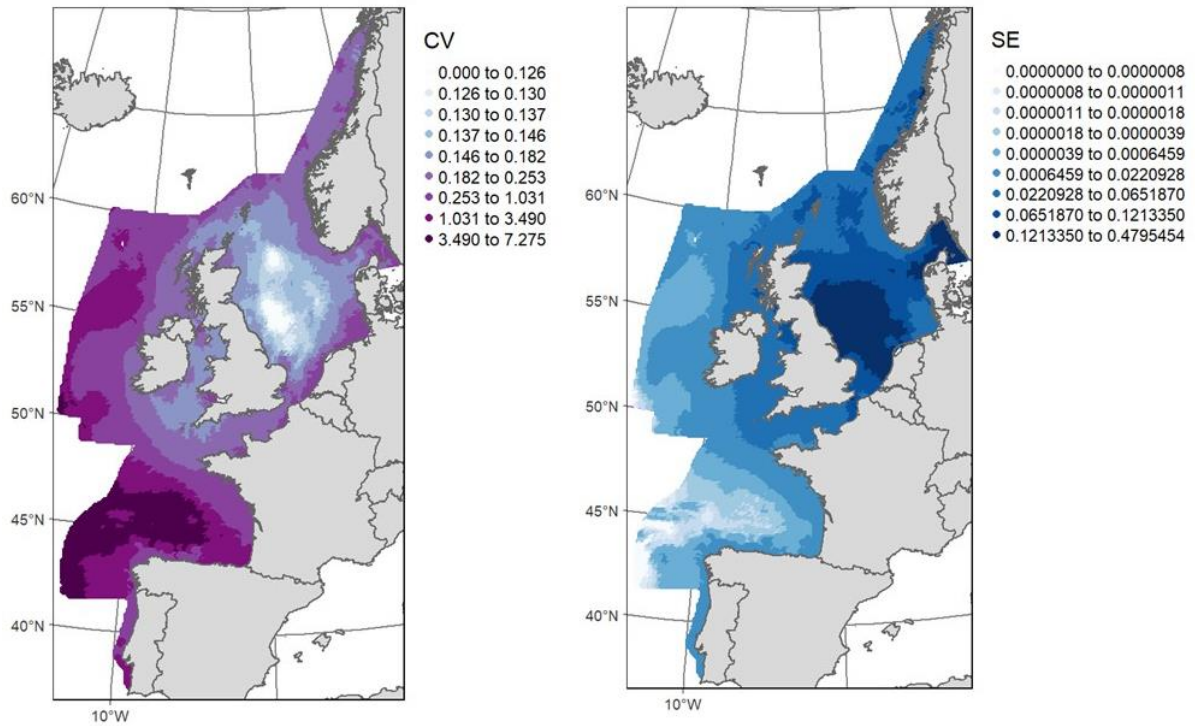 CV
0.000 to 0.126
0.126 to 0.130
0.130 to 0.137
0.137 to 0.146
0.146 to 0.182
0.182 to 0.253
0.253 to 1.031
1.031 to 3.490
3.490 to 7.275
60°N
55°N
50°N
45°N
40°N
10°W
SE
0.0000000 to 0.0000008
0.0000008 to 0.0000011
0.0000011 to 0.0000018
0.0000018 to 0.0000039
0.0000039 to 0.0006459
0.0006459 to 0.0220928
0.0220928 to 0.0651870
0.0651870 to 0.1213350
0.1213350 to 0.4795454
60°N
55°N
50°N
45°N
40°N
10°W